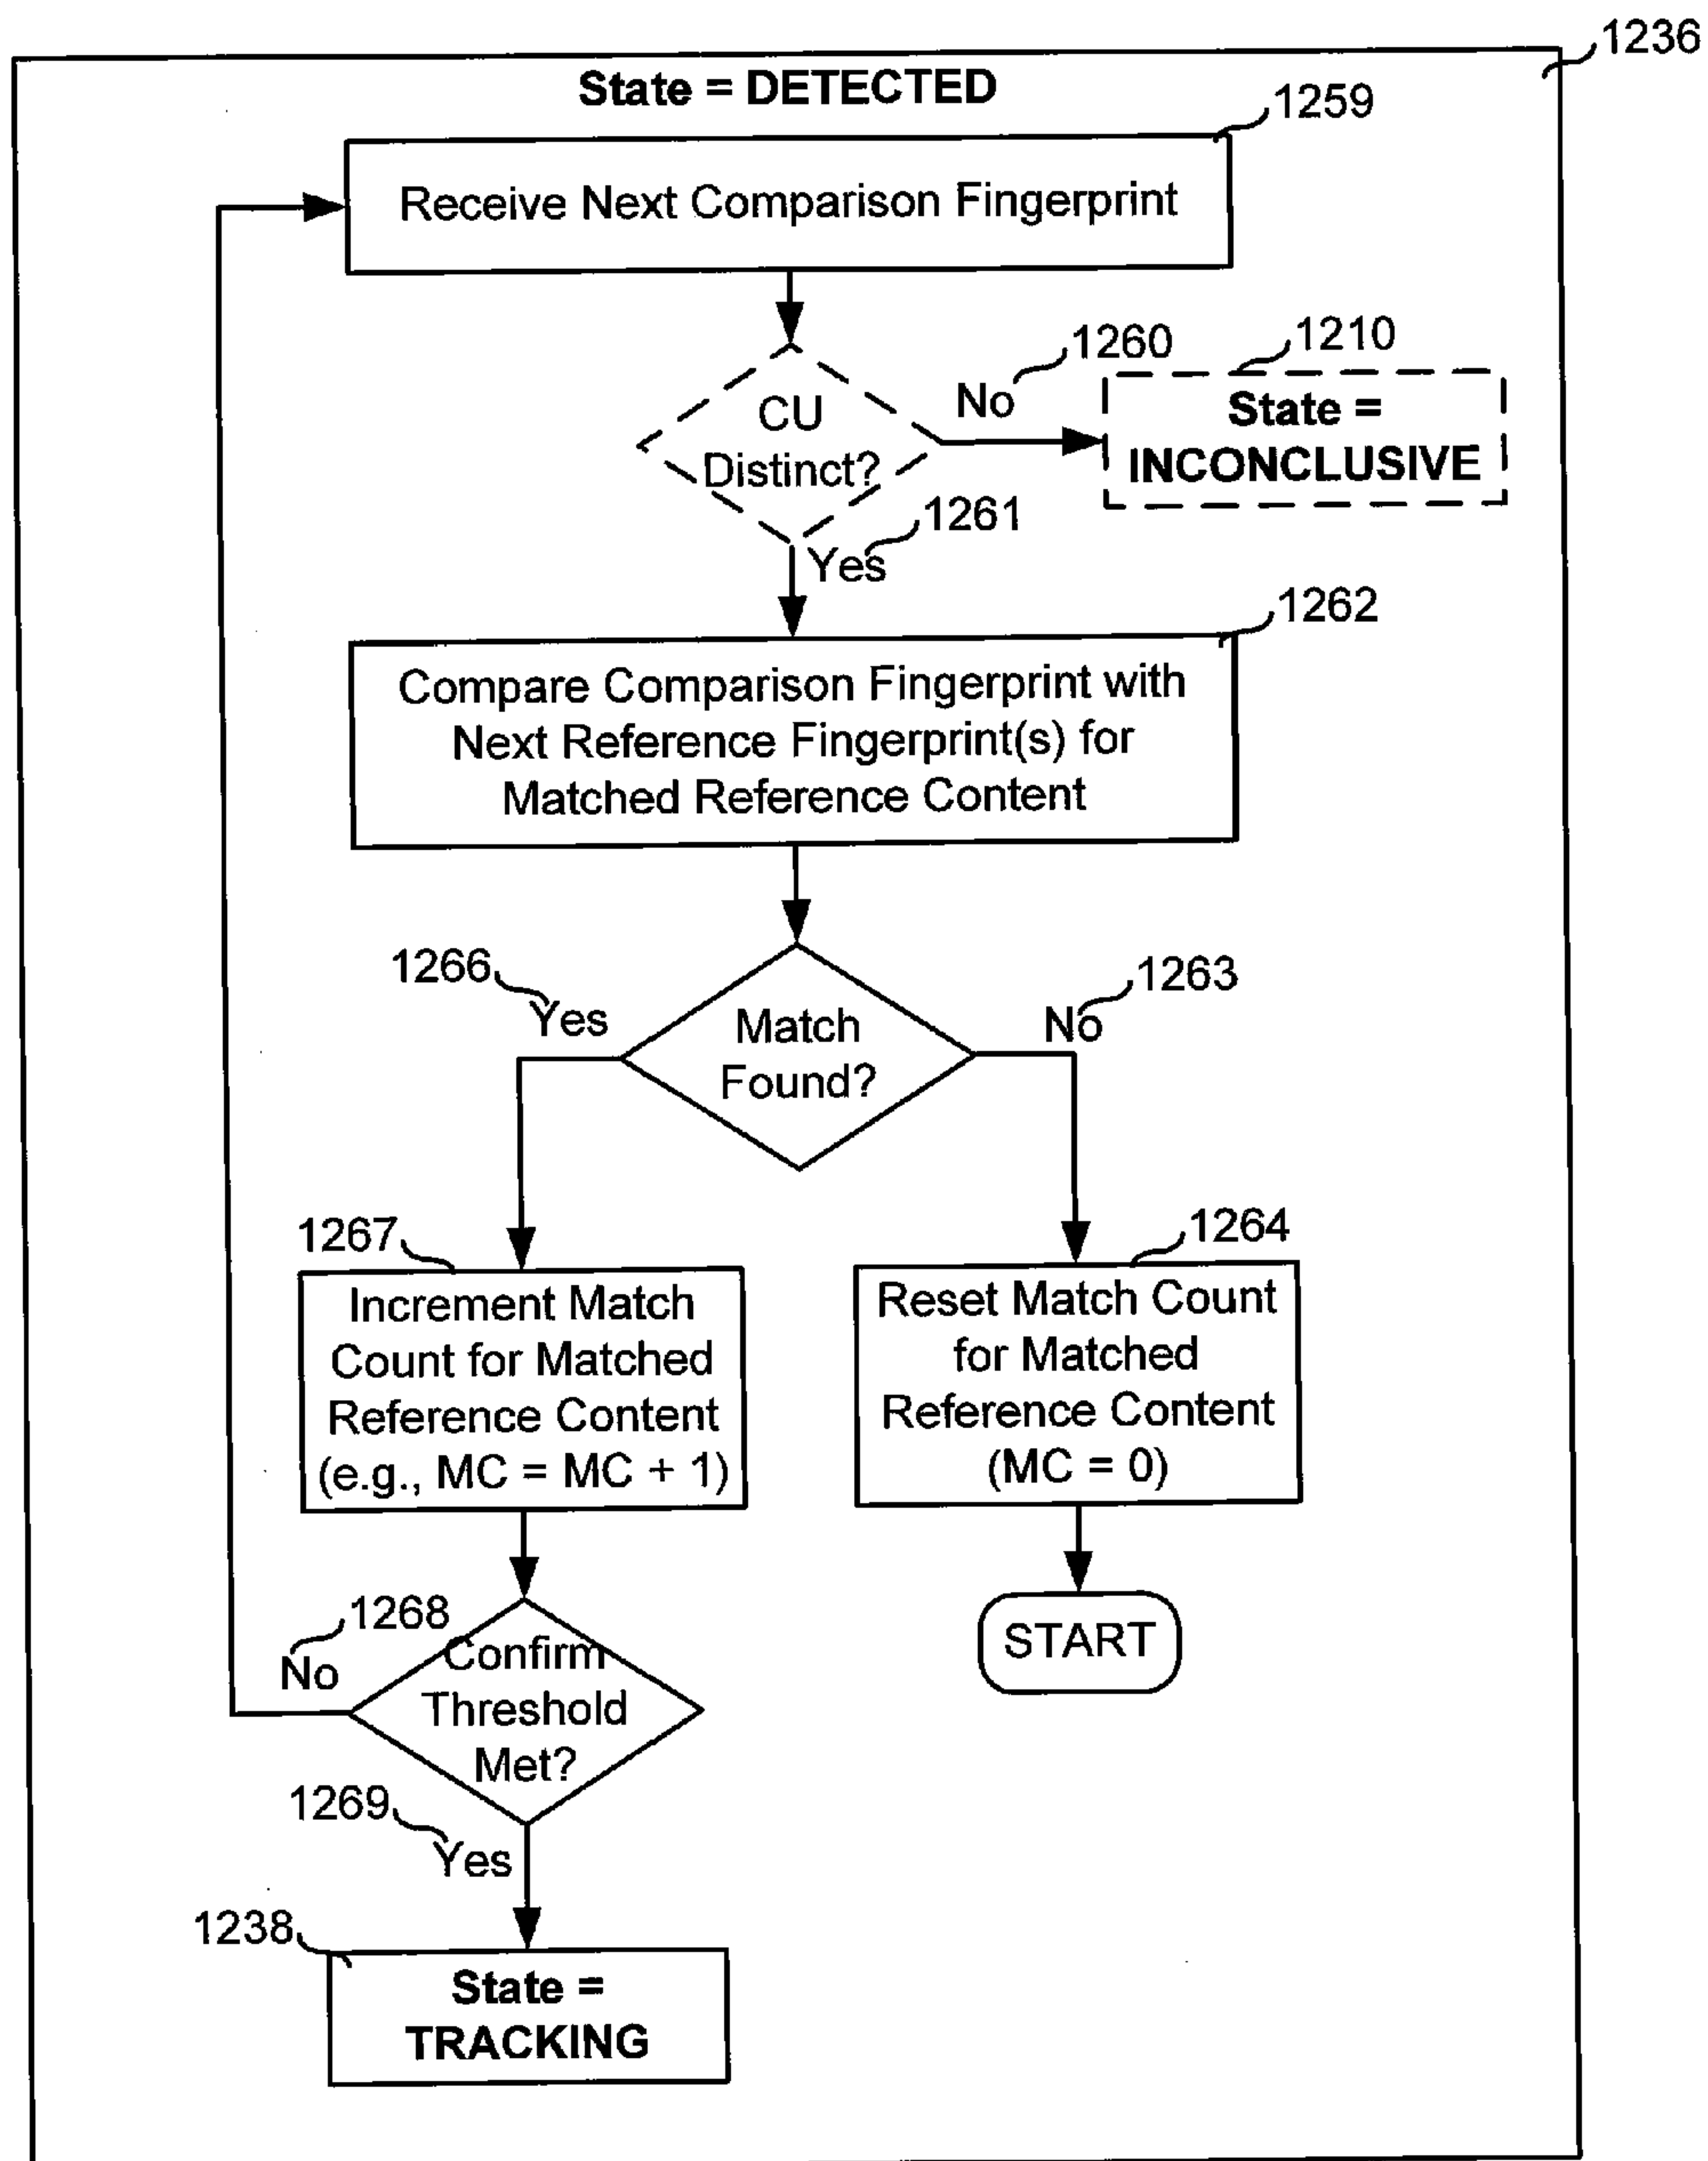 1236
State = DETECTED
1259
Receive Next Comparison Fingerprint
1260
1210
CU
Distinct?
No
State =
INCONCLUSIVE
1261
Yes
1262
Compare Comparison Fingerprint with
Next Reference Fingerprint(s) for
Matched Reference Content
1266
Yes
Match
Found?
1263
No
1267
Increment Match
Count for Matched
Reference Content
(e.g., MC = MC + 1)
1264
Reset Match Count
for Matched
Reference Content
(MC = 0)
1268
No
Confirm
Threshold
Met?
START
1269
Yes
1238
State =
TRACKING